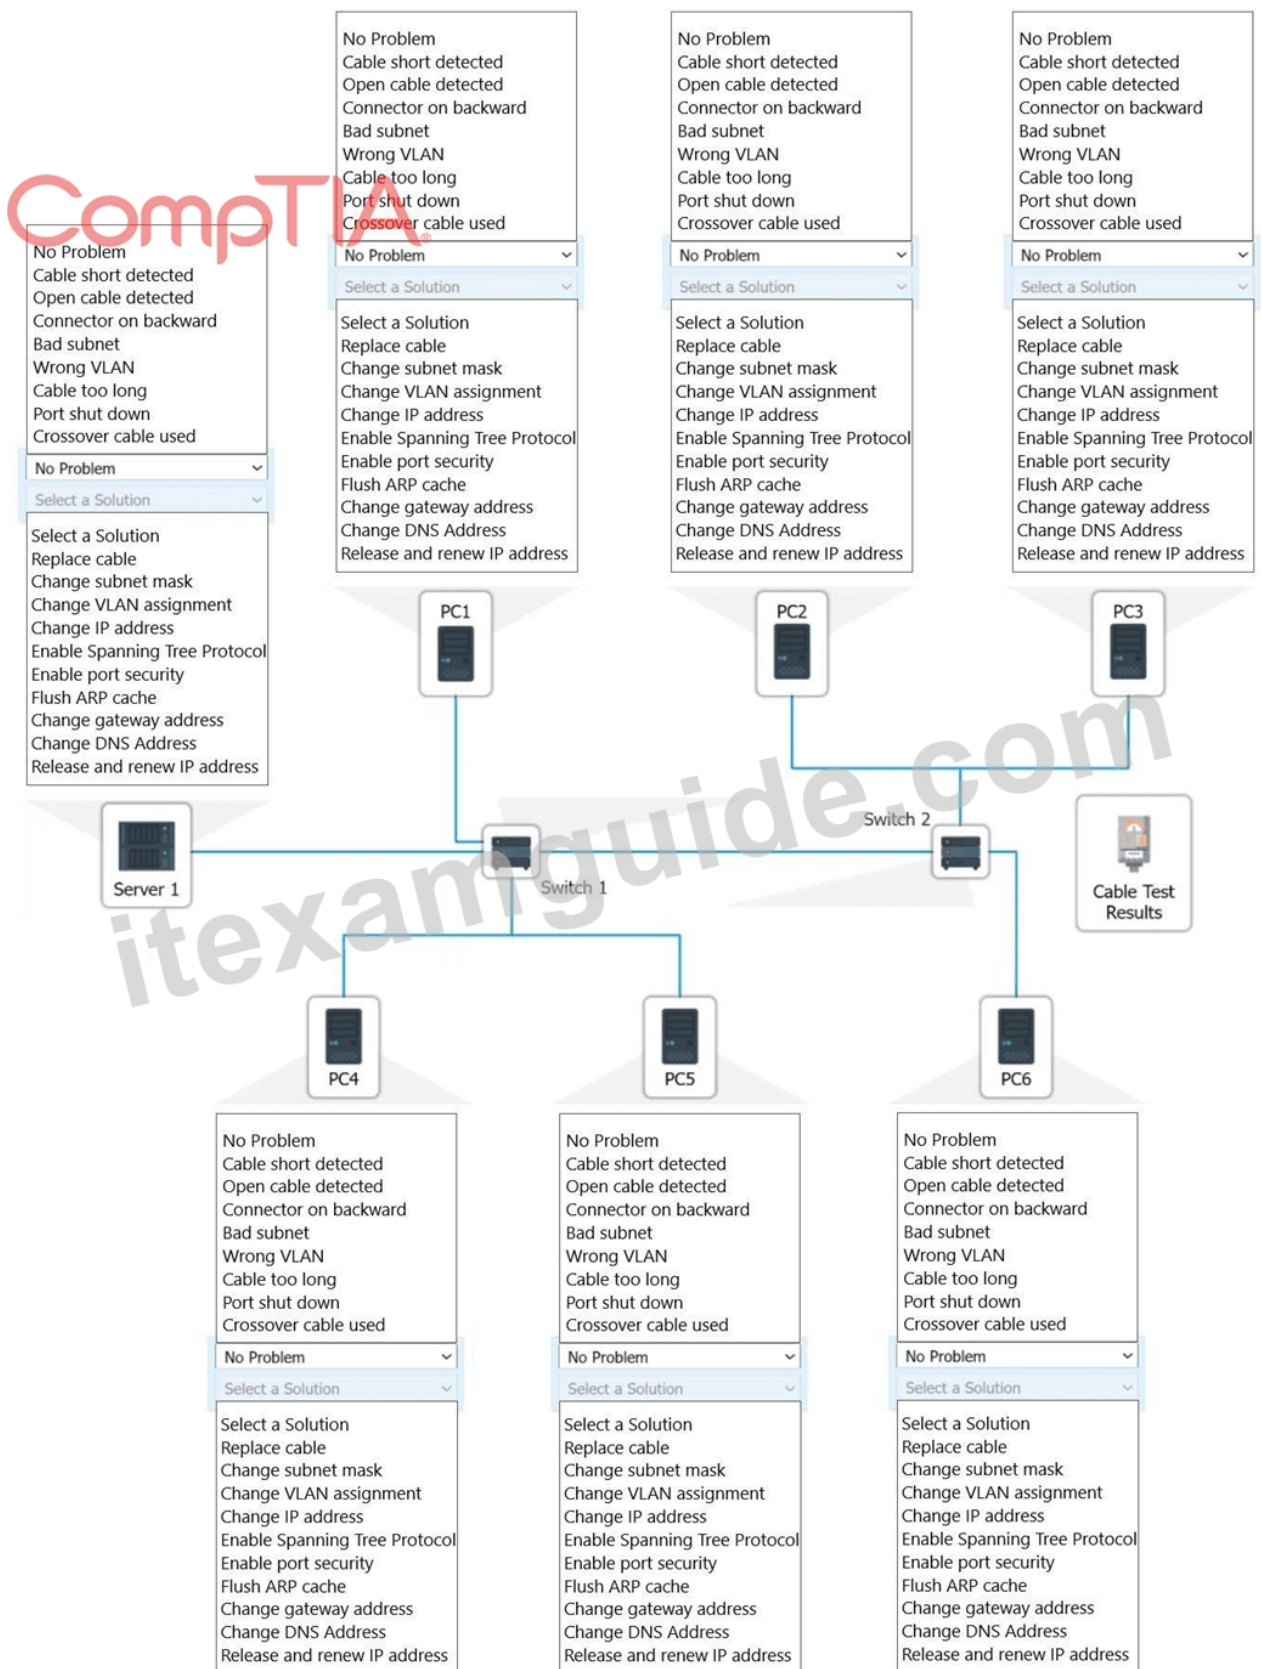 No Problem
Cable short detected
Open cable detected
Connector on backward
Bad subnet
Wrong VLAN
Cable too long
Port shut down
Crossover cable used
No Problem
Select a Solution
Select a Solution
Replace cable
Change subnet mask
Change VLAN assignment
Change IP address
Enable Spanning Tree Protocol
Enable port security
Flush ARP cache
Change gateway address
Change DNS Address
Release and renew IP address
PC1
No Problem
Cable short detected
Open cable detected
Connector on backward
Bad subnet
Wrong VLAN
Cable too long
Port shut down
Crossover cable used
No Problem
Select a Solution
Select a Solution
Replace cable
Change subnet mask
Change VLAN assignment
Change IP address
Enable Spanning Tree Protocol
Enable port security
Flush ARP cache
Change gateway address
Change DNS Address
Release and renew IP address
PC2
No Problem
Cable short detected
Open cable detected
Connector on backward
Bad subnet
Wrong VLAN
Cable too long
Port shut down
Crossover cable used
No Problem
Select a Solution
Select a Solution
Replace cable
Change subnet mask
Change VLAN assignment
Change IP address
Enable Spanning Tree Protocol
Enable port security
Flush ARP cache
Change gateway address
Change DNS Address
Release and renew IP address
PC3
CompTIA®
No Problem
Cable short detected
Open cable detected
Connector on backward
Bad subnet
Wrong VLAN
Cable too long
Port shut down
Crossover cable used
No Problem
Select a Solution
Select a Solution
Replace cable
Change subnet mask
Change VLAN assignment
Change IP address
Enable Spanning Tree Protocol
Enable port security
Flush ARP cache
Change gateway address
Change DNS Address
Release and renew IP address
Server 1
Switch 1
Switch 2
Cable Test
Results
itexamguide.com
PC4
No Problem
Cable short detected
Open cable detected
Connector on backward
Bad subnet
Wrong VLAN
Cable too long
Port shut down
Crossover cable used
No Problem
Select a Solution
Select a Solution
Replace cable
Change subnet mask
Change VLAN assignment
Change IP address
Enable Spanning Tree Protocol
Enable port security
Flush ARP cache
Change gateway address
Change DNS Address
Release and renew IP address
PC5
No Problem
Cable short detected
Open cable detected
Connector on backward
Bad subnet
Wrong VLAN
Cable too long
Port shut down
Crossover cable used
No Problem
Select a Solution
Select a Solution
Replace cable
Change subnet mask
Change VLAN assignment
Change IP address
Enable Spanning Tree Protocol
Enable port security
Flush ARP cache
Change gateway address
Change DNS Address
Release and renew IP address
PC6
No Problem
Cable short detected
Open cable detected
Connector on backward
Bad subnet
Wrong VLAN
Cable too long
Port shut down
Crossover cable used
No Problem
Select a Solution
Select a Solution
Replace cable
Change subnet mask
Change VLAN assignment
Change IP address
Enable Spanning Tree Protocol
Enable port security
Flush ARP cache
Change gateway address
Change DNS Address
Release and renew IP address